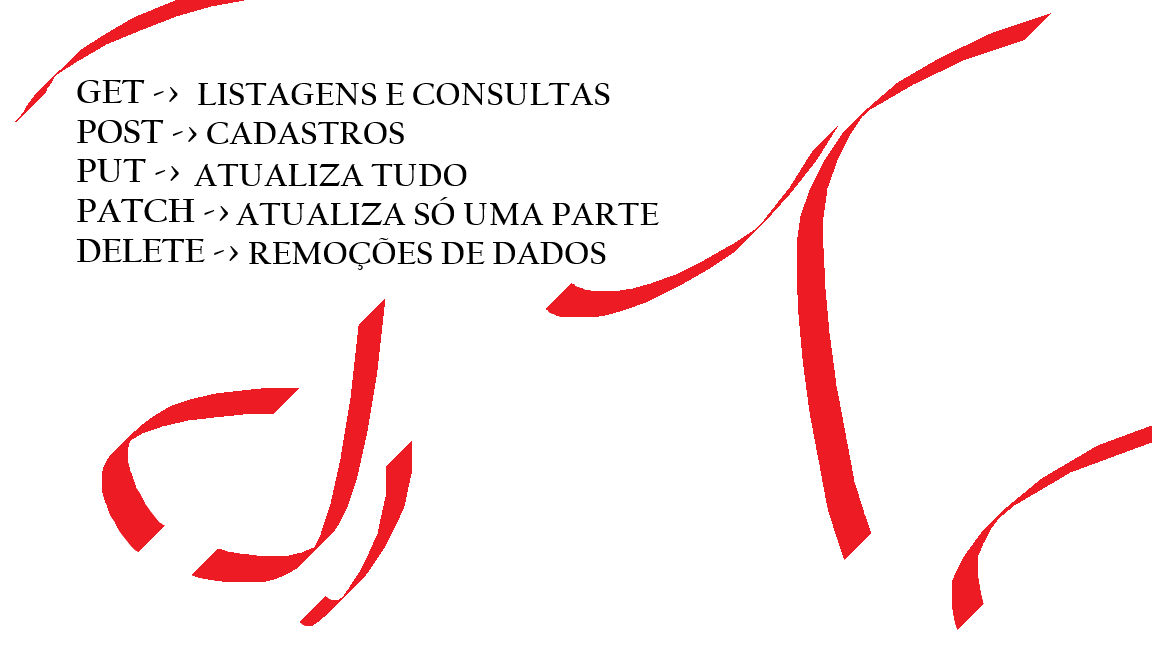 GET -> LISTAGENS E CONSULTAS
POST -> CADASTROS
PUT -> ATUALIZA TUDO
PATCH -> ATUALIZA SÓ UMA PARTE
DELETE -> REMOÇÕES DE DADOS